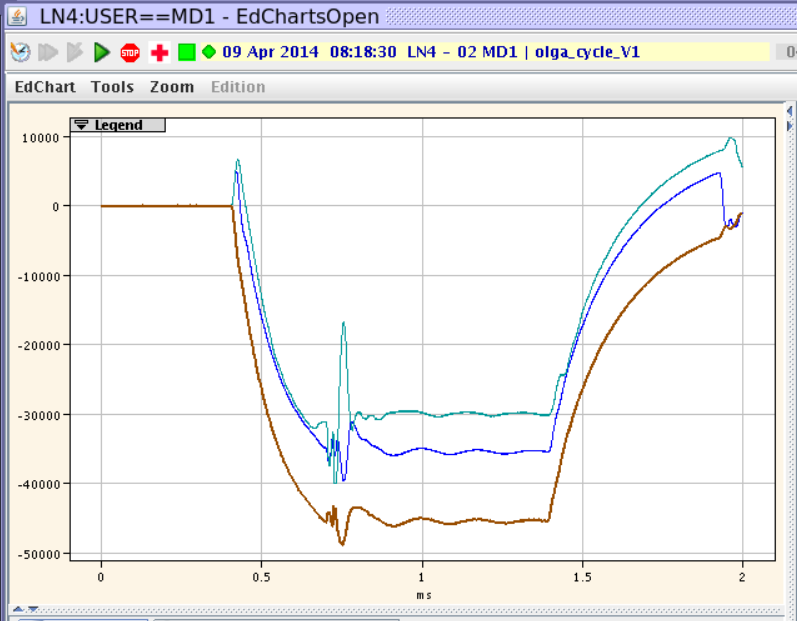 LN4:USER==MD1 - EdChartsOpen
STOP 09 Apr 2014 08:18:30 LN4 - 02 MD1 | olga_cycle_V1
EdChart Tools Zoom Edition
Legend
10000
0
-10000
-20000
-30000
-40000
-50000
0 0.5 1 1.5 2
ms